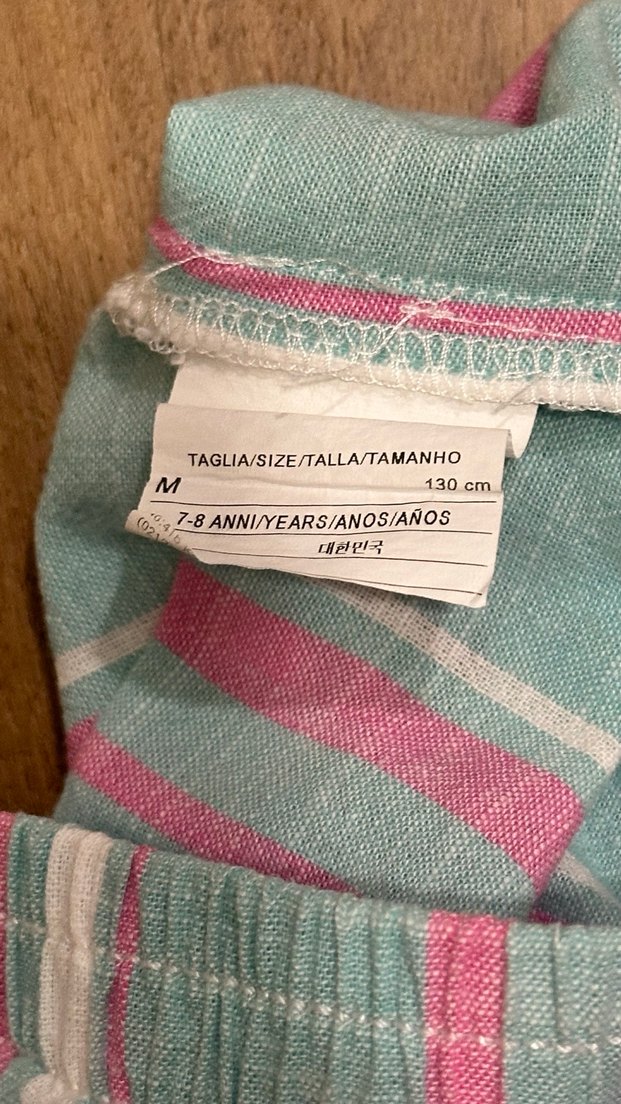 TAGLIA/SIZE/TALLA/TAMANHO
M 130 cm
7-8 ANNI/YEARS/ANOS/AÑOS
대한민국